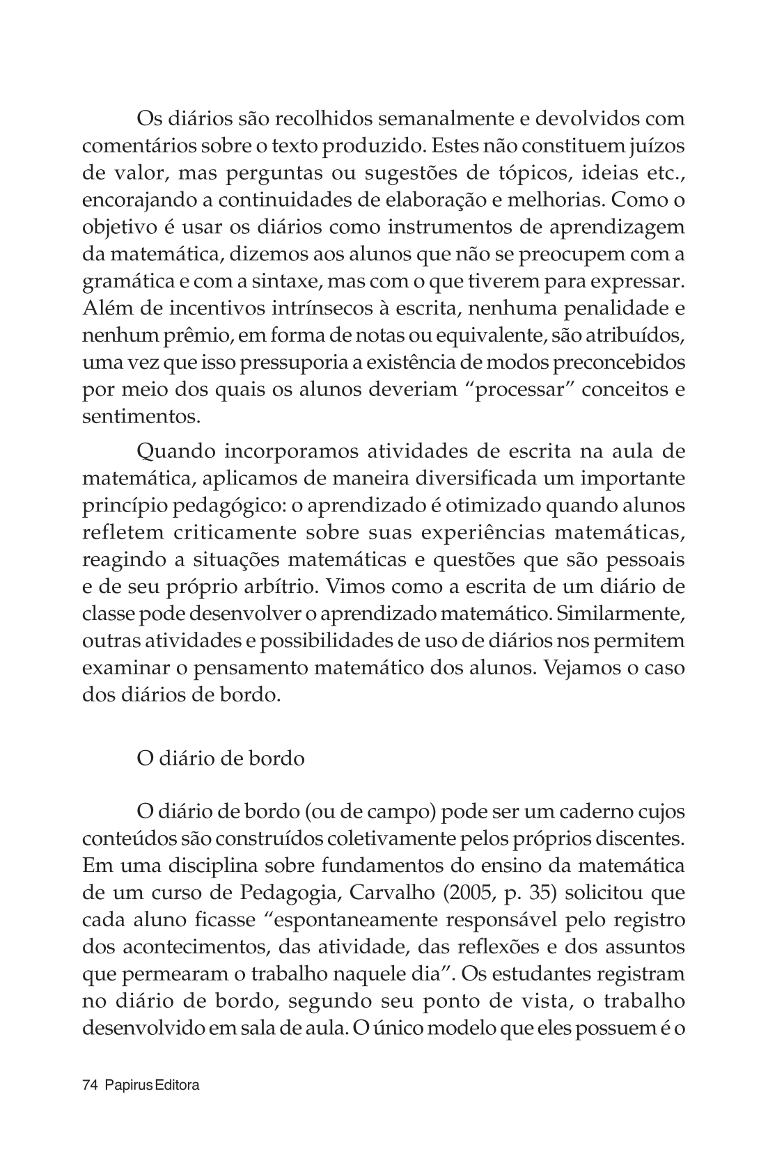 Os diários são recolhidos semanalmente e devolvidos com
comentários sobre o texto produzido. Estes não constituem juízos
de valor, mas perguntas ou sugestões de tópicos, ideias etc.,
encorajando a continuidades de elaboração e melhorias. Como o
objetivo é usar os diários como instrumentos de aprendizagem
da matemática, dizemos aos alunos que não se preocupem com a
gramática e com a sintaxe, mas com o que tiverem para expressar.
Além de incentivos intrínsecos à escrita, nenhuma penalidade e
nenhum prêmio, em forma de notas ou equivalente, são atribuídos,
uma vez que isso pressuporia a existência de modos preconcebidos
por meio dos quais os alunos deveriam “processar” conceitos e
sentimentos.
Quando incorporamos atividades de escrita na aula de
matemática, aplicamos de maneira diversificada um importante
princípio pedagógico: o aprendizado é otimizado quando alunos
refletem criticamente sobre suas experiências matemáticas,
reagindo a situações matemáticas e questões que são pessoais
e de seu próprio arbítrio. Vimos como a escrita de um diário de
classe pode desenvolver o aprendizado matemático. Similarmente,
outras atividades e possibilidades de uso de diários nos permitem
examinar o pensamento matemático dos alunos. Vejamos o caso
dos diários de bordo.
O diário de bordo
O diário de bordo (ou de campo) pode ser um caderno cujos
conteúdos são construídos coletivamente pelos próprios discentes.
Em uma disciplina sobre fundamentos do ensino da matemática
de um curso de Pedagogia, Carvalho (2005, p. 35) solicitou que
cada aluno ficasse “espontaneamente responsável pelo registro
dos acontecimentos, das atividade, das reflexões e dos assuntos
que permearam o trabalho naquele dia”. Os estudantes registram
no diário de bordo, segundo seu ponto de vista, o trabalho
desenvolvido em sala de aula. O único modelo que eles possuem é o
74 Papirus Editora